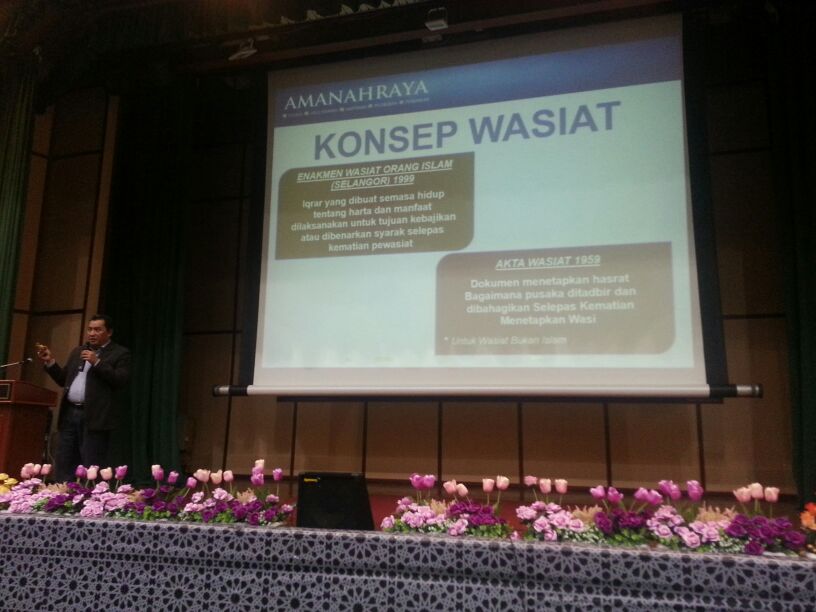 AMANAHRAYA
KONSEP WASIAT
ENAKMEN WASIAT ORANG ISLAM
(SELANGOR) 1999
Iqrar yang dibuat semasa hidup
tentang harta dan manfaat
dilaksanakan untuk tujuan kebajikan
atau dibenarkan syarak selepas
kematian pewasiat
AKTA WASIAT 1959
Dokumen menetapkan hasrat
Bagaimana pusaka ditadbir dan
dibahagikan Selepas Kematian
Menetapkan Wasi
* Untuk Wasiat Bukan Islam